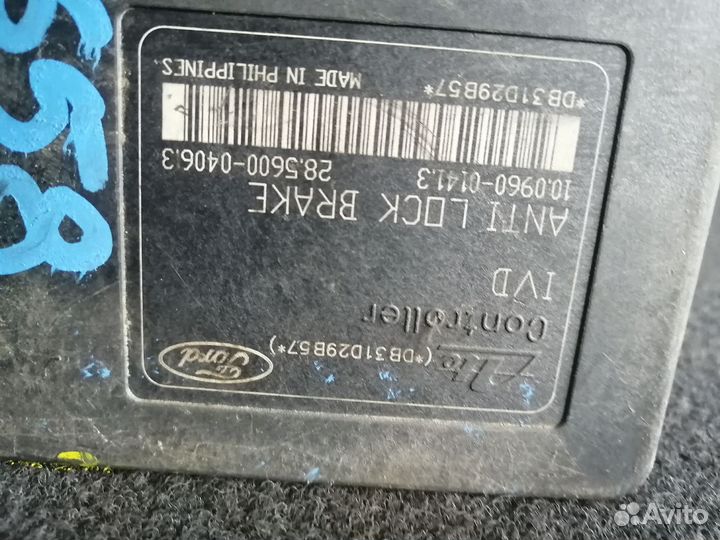 Ford
(*DB31D29B57*)
Controller
IVD
ANTI LOCK BRAKE
10.0960-0141.3 28.5600-0406.3
*DB31D29B57* MADE IN PHILIPPINES.
558
Avito